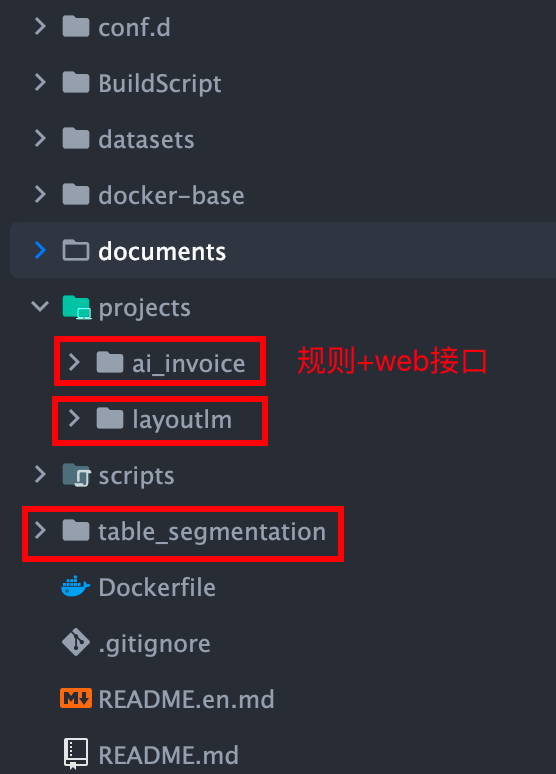 conf.d
BuildScript
datasets
docker-base
documents
projects
ai_invoice 规则+web接口
layoutlm
scripts
table_segmentation
Dockerfile
.gitignore
M↓ README.en.md
README.md